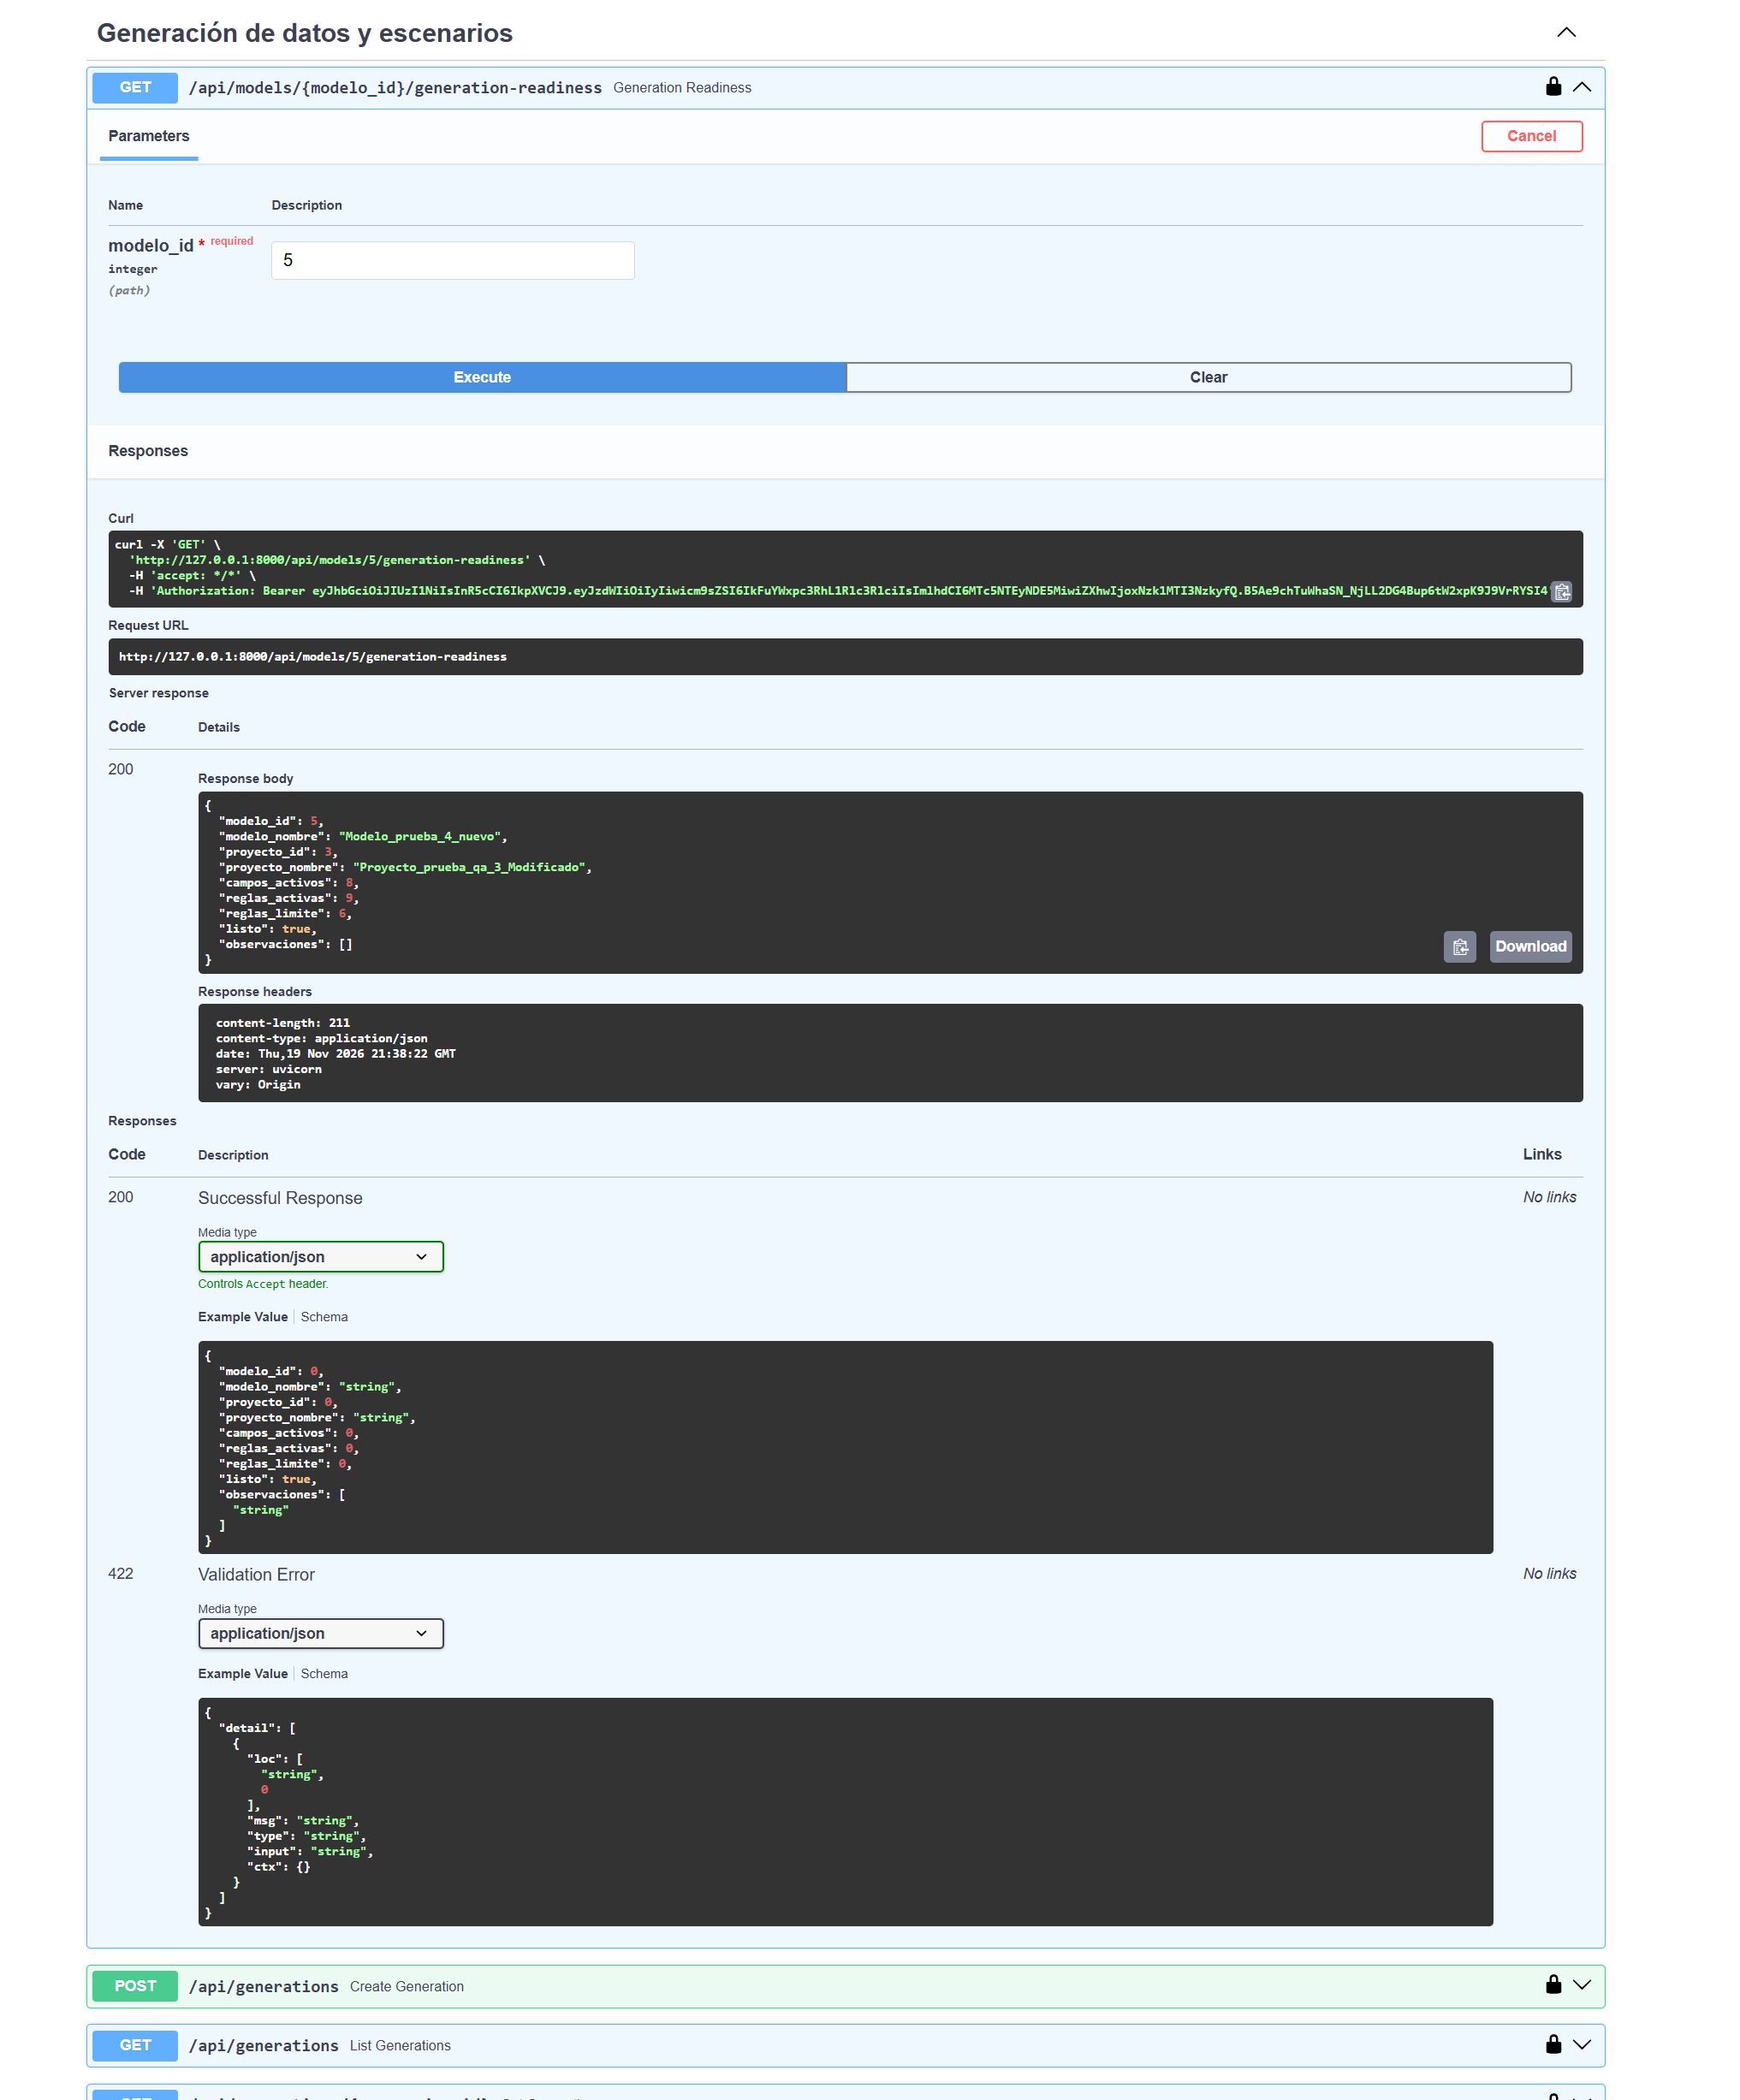 Generación de datos y escenarios
GET /api/models/{modelo_id}/generation-readiness Generation Readiness
Parameters
Cancel
Name Description
modelo_id * required
integer
(path)
5
Execute Clear
Responses
Curl
curl -X 'GET' \
'http://127.0.0.1:8000/api/models/5/generation-readiness' \
-H 'accept: */*' \
-H 'Authorization: Bearer
Request URL
http://127.0.0.1:8000/api/models/5/generation-readiness
Server response
Code Details
200
Response body
{
"modelo_id": 5,
"modelo_nombre": "Modelo_prueba_4_nuevo",
"proyecto_id": 3,
"proyecto_nombre": "Proyecto_prueba_qa_3_Modificado",
"campos_activos": 8,
"reglas_activas": 9,
"reglas_limite": 6,
"listo": true,
"observaciones": []
}
Download
Response headers
content-length: 211
content-type: application/json
date: Thu,19 Nov 2026 21:38:22 GMT
server: uvicorn
vary: Origin
Responses
Code Description Links
200 Successful Response No links
Media type
application/json
Controls Accept header.
Example Value Schema
{
"modelo_id": 0,
"modelo_nombre": "string",
"proyecto_id": 0,
"proyecto_nombre": "string",
"campos_activos": 0,
"reglas_activas": 0,
"reglas_limite": 0,
"listo": true,
"observaciones": [
"string"
]
}
422 Validation Error No links
Media type
application/json
Example Value Schema
{
"detail": [
{
"loc": [
"string",
0
],
"msg": "string",
"type": "string",
"input": "string",
"ctx": {}
}
]
}
POST /api/generations Create Generation
GET /api/generations List Generations